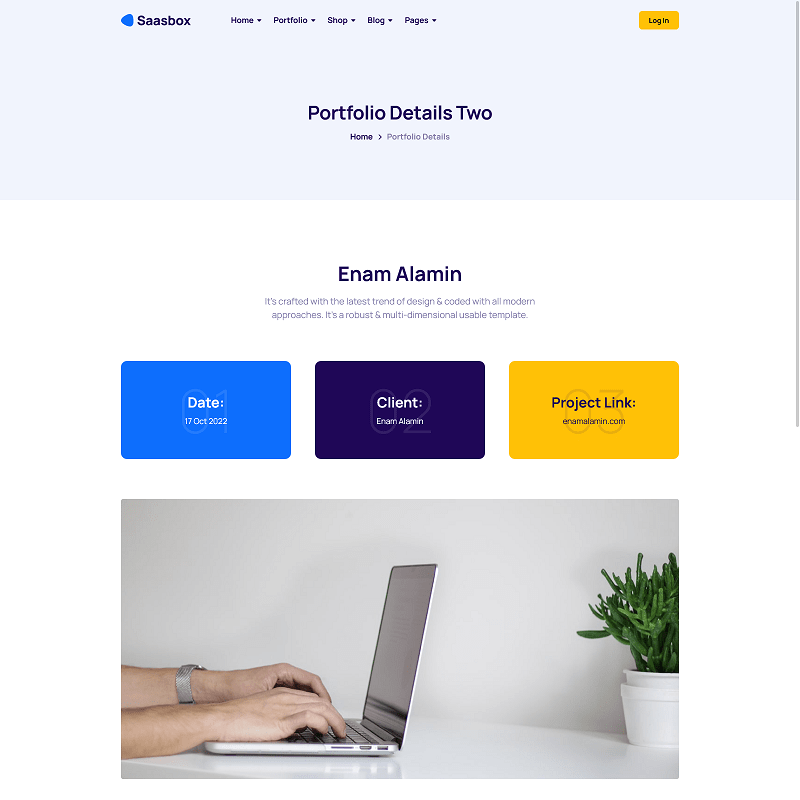 Saasbox Home Portfolio Shop Blog Pages Log In
Portfolio Details Two
Home > Portfolio Details
Enam Alamin
It's crafted with the latest trend of design & coded with all modern
approaches. It's a robust & multi-dimensional usable template.
01
Date:
17 Oct 2022
02
Client:
Enam Alamin
03
Project Link:
enamalamin.com